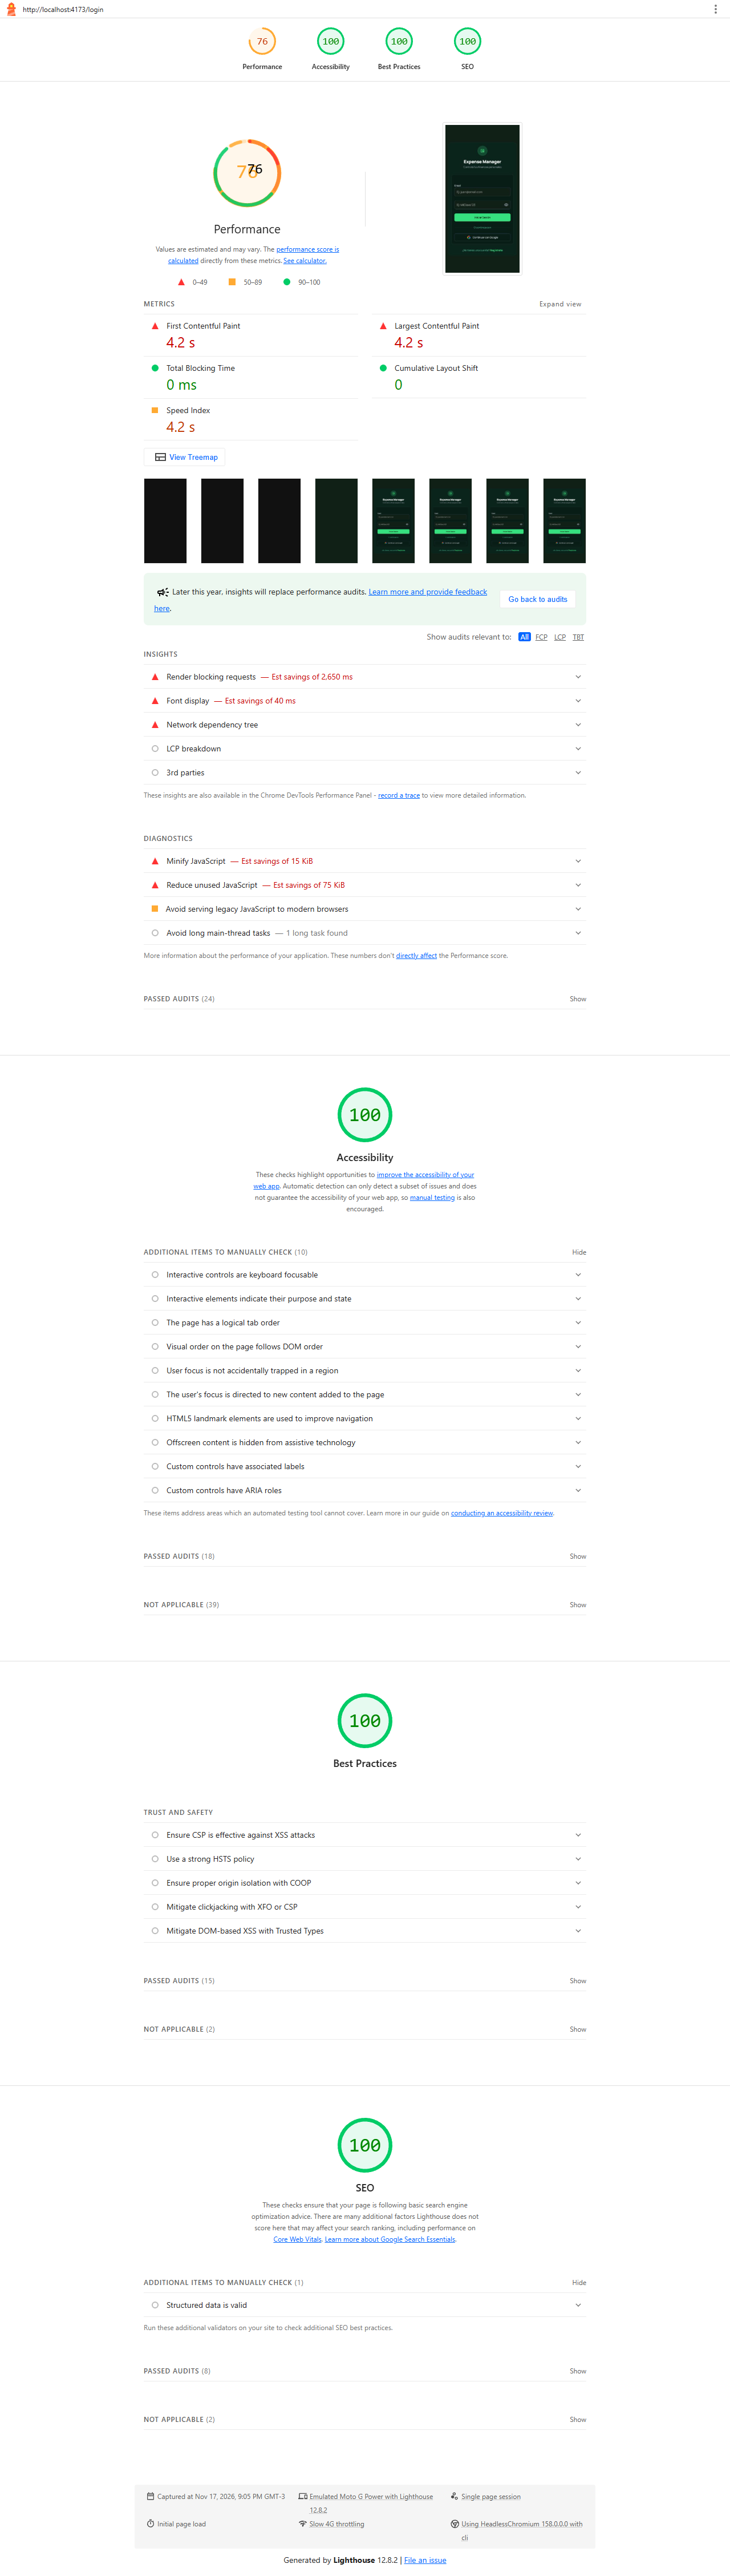 http://localhost:4173/login
76
100
100
100
Performance
Accessibility
Best Practices
SEO
76
76
Performance
Values are estimated and may vary. The performance score is
calculated directly from these metrics. See calculator.
0–49
50–89
90–100
Expense Manager
METRICS
Expand view
First Contentful Paint
4.2 s
Largest Contentful Paint
4.2 s
Total Blocking Time
0 ms
Cumulative Layout Shift
0
Speed Index
4.2 s
View Treemap
Later this year, insights will replace performance audits. Learn more and provide feedback
here.
Go back to audits
Show audits relevant to: All FCP LCP TBT
INSIGHTS
Render blocking requests — Est savings of 2,650 ms
Font display — Est savings of 40 ms
Network dependency tree
LCP breakdown
3rd parties
These insights are also available in the Chrome DevTools Performance Panel - record a trace to view more detailed information.
DIAGNOSTICS
Minify JavaScript — Est savings of 15 KiB
Reduce unused JavaScript — Est savings of 75 KiB
Avoid serving legacy JavaScript to modern browsers
Avoid long main-thread tasks — 1 long task found
More information about the performance of your application. These numbers don't directly affect the Performance score.
PASSED AUDITS (24)
Show
100
Accessibility
These checks highlight opportunities to improve the accessibility of your
web app. Automatic detection can only detect a subset of issues and does
not guarantee the accessibility of your web app, so manual testing is also
encouraged.
ADDITIONAL ITEMS TO MANUALLY CHECK (10)
Hide
Interactive controls are keyboard focusable
Interactive elements indicate their purpose and state
The page has a logical tab order
Visual order on the page follows DOM order
User focus is not accidentally trapped in a region
The user's focus is directed to new content added to the page
HTML5 landmark elements are used to improve navigation
Offscreen content is hidden from assistive technology
Custom controls have associated labels
Custom controls have ARIA roles
These items address areas which an automated testing tool cannot cover. Learn more in our guide on conducting an accessibility review.
PASSED AUDITS (18)
Show
NOT APPLICABLE (39)
Show
100
Best Practices
TRUST AND SAFETY
Ensure CSP is effective against XSS attacks
Use a strong HSTS policy
Ensure proper origin isolation with COOP
Mitigate clickjacking with XFO or CSP
Mitigate DOM-based XSS with Trusted Types
PASSED AUDITS (15)
Show
NOT APPLICABLE (2)
Show
100
SEO
These checks ensure that your page is following basic search engine
optimization advice. There are many additional factors Lighthouse does not
score here that may affect your search ranking, including performance on
Core Web Vitals. Learn more about Google Search Essentials.
ADDITIONAL ITEMS TO MANUALLY CHECK (1)
Hide
Structured data is valid
Run these additional validators on your site to check additional SEO best practices.
PASSED AUDITS (8)
Show
NOT APPLICABLE (2)
Show
Captured at Nov 17, 2026, 9:05 PM GMT-3
Emulated Moto G Power with Lighthouse
12.8.2
Single page session
Initial page load
Slow 4G throttling
Using HeadlessChromium 158.0.0.0 with
cli
Generated by Lighthouse 12.8.2 | File an issue